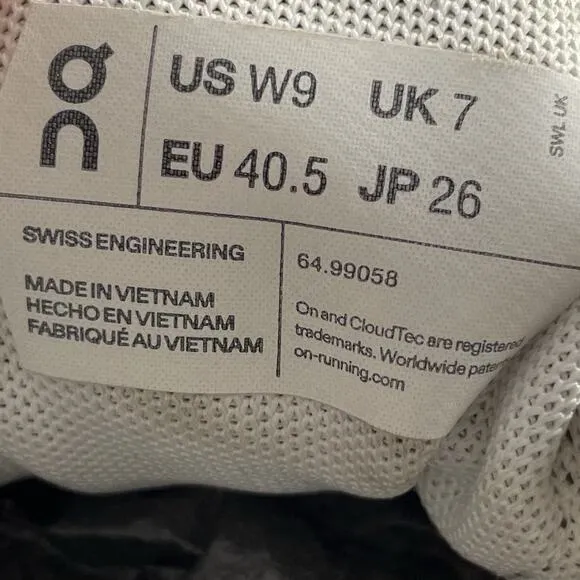 On
US W9 UK 7
EU 40.5 JP 26
SWL UK
SWISS ENGINEERING
MADE IN VIETNAM
HECHO EN VIETNAM
FABRIQUÉ AU VIETNAM
64.99058
On and CloudTec are registered
trademarks. Worldwide
on-running.com